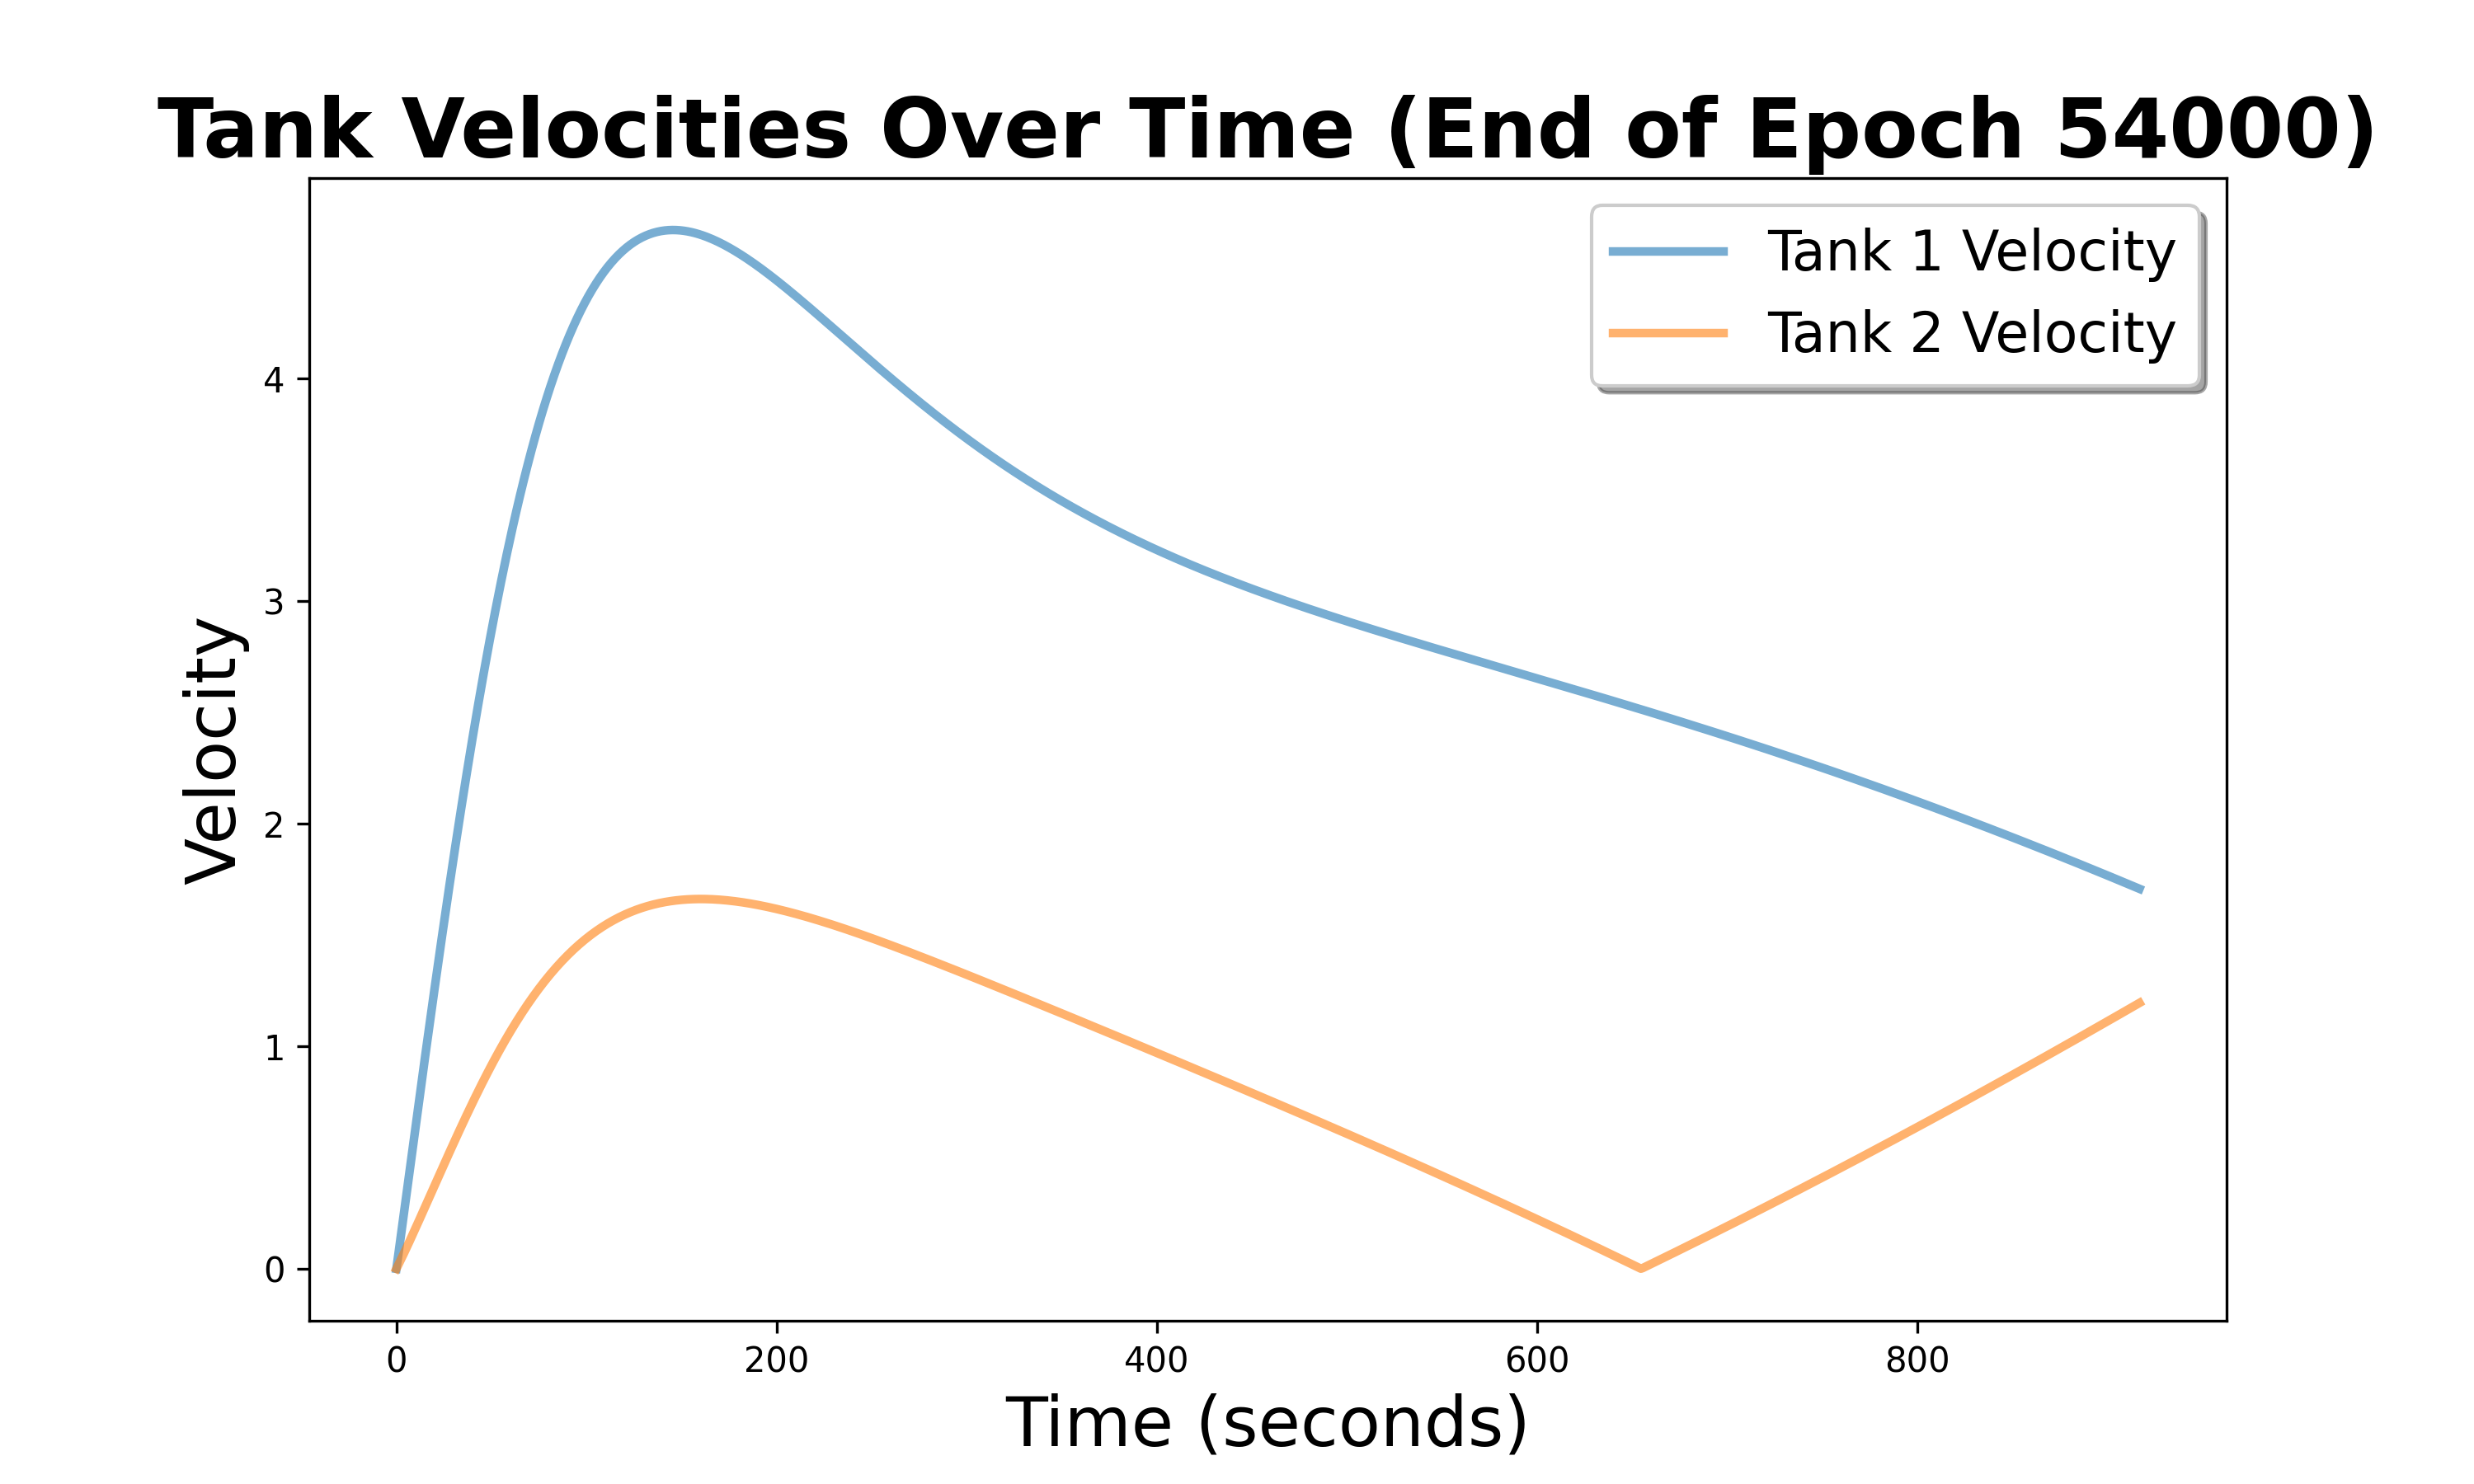 Tank Velocities Over Time (End of Epoch 54000)
Tank 1 Velocity
Tank 2 Velocity
Velocity
4
3
2
1
0
0 200 400 600 800
Time (seconds)